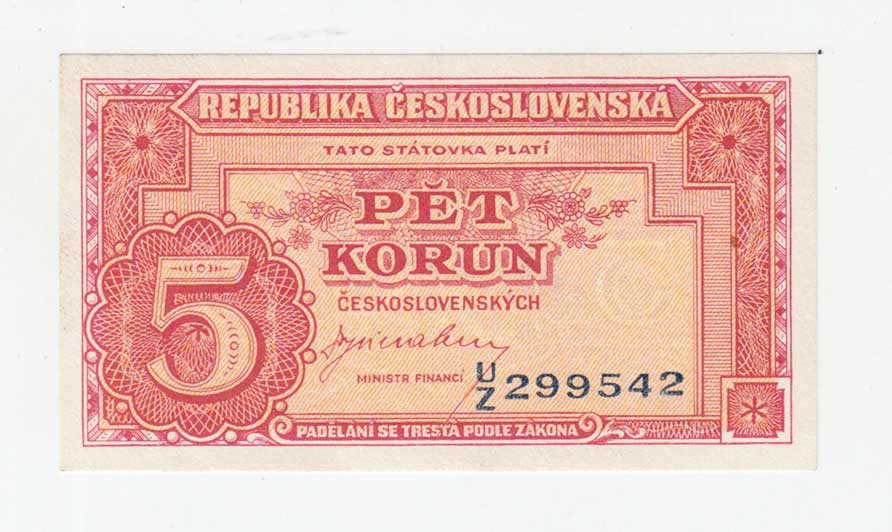 REPUBLIKA ČESKOSLOVENSKÁ
TATO STÁTOVKA PLATÍ
PĚT
KORUN
ČESKOSLOVENSKÝCH
5
MINISTR FINANCÍ
U/Z 299542
PADĚLÁNÍ SE TRESTÁ PODLE ZÁKONA